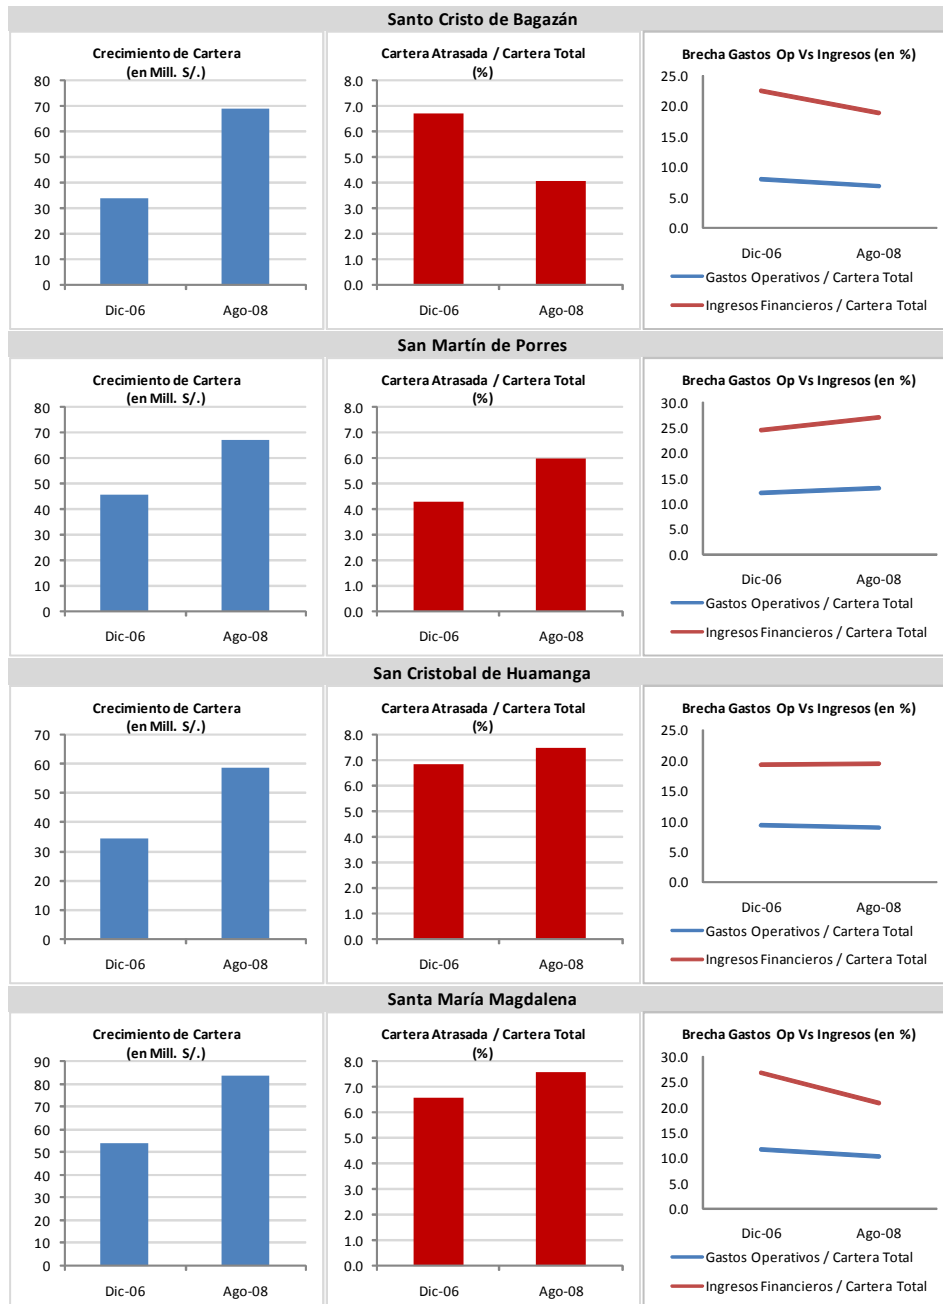 Santo Cristo de Bagazán
Crecimiento de Cartera
(en Mill. S/.)
80
70
60
50
40
30
20
10
0
Dic-06 Ago-08
Cartera Atrasada / Cartera Total
(%)
8.0
7.0
6.0
5.0
4.0
3.0
2.0
1.0
0.0
Dic-06 Ago-08
Brecha Gastos Op Vs Ingresos (en %)
25.0
20.0
15.0
10.0
5.0
0.0
Dic-06 Ago-08
Gastos Operativos / Cartera Total
Ingresos Financieros / Cartera Total
San Martín de Porres
Crecimiento de Cartera
(en Mill. S/.)
80
70
60
50
40
30
20
10
0
Dic-06 Ago-08
Cartera Atrasada / Cartera Total
(%)
8.0
7.0
6.0
5.0
4.0
3.0
2.0
1.0
0.0
Dic-06 Ago-08
Brecha Gastos Op Vs Ingresos (en %)
30.0
25.0
20.0
15.0
10.0
5.0
0.0
Dic-06 Ago-08
Gastos Operativos / Cartera Total
Ingresos Financieros / Cartera Total
San Cristobal de Huamanga
Crecimiento de Cartera
(en Mill. S/.)
70
60
50
40
30
20
10
0
Dic-06 Ago-08
Cartera Atrasada / Cartera Total
(%)
8.0
7.0
6.0
5.0
4.0
3.0
2.0
1.0
0.0
Dic-06 Ago-08
Brecha Gastos Op Vs Ingresos (en %)
25.0
20.0
15.0
10.0
5.0
0.0
Dic-06 Ago-08
Gastos Operativos / Cartera Total
Ingresos Financieros / Cartera Total
Santa María Magdalena
Crecimiento de Cartera
(en Mill. S/.)
90
80
70
60
50
40
30
20
10
0
Dic-06 Ago-08
Cartera Atrasada / Cartera Total
(%)
8.0
7.0
6.0
5.0
4.0
3.0
2.0
1.0
0.0
Dic-06 Ago-08
Brecha Gastos Op Vs Ingresos (en %)
30.0
25.0
20.0
15.0
10.0
5.0
0.0
Dic-06 Ago-08
Gastos Operativos / Cartera Total
Ingresos Financieros / Cartera Total